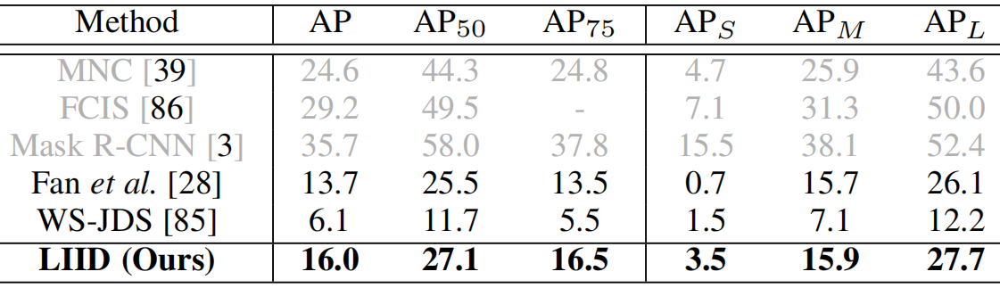 Method AP AP50 AP75 APS APM APL
MNC [39] 24.6 44.3 24.8 4.7 25.9 43.6
FCIS [86] 29.2 49.5 - 7.1 31.3 50.0
Mask R-CNN [3] 35.7 58.0 37.8 15.5 38.1 52.4
Fan et al. [28] 13.7 25.5 13.5 0.7 15.7 26.1
WS-JDS [85] 6.1 11.7 5.5 1.5 7.1 12.2
LIID (Ours) 16.0 27.1 16.5 3.5 15.9 27.7